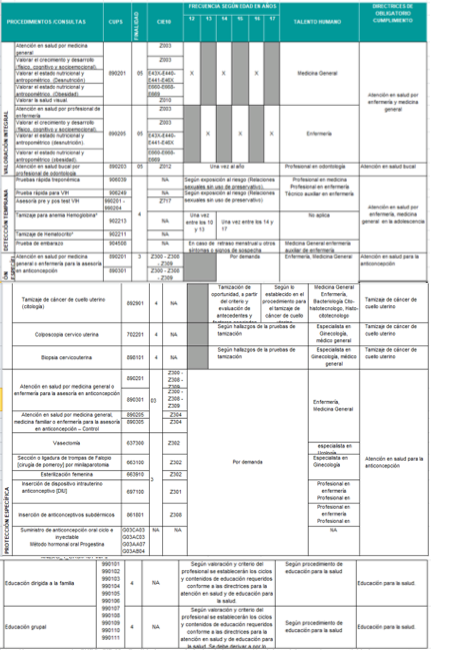 PROCEDIMIENTOS /CONSULTAS
CUPS
FINALIDAD
CIE10
FRECUENCIA SEGÚN EDAD EN AÑOS
12 13 14 15 16 17
TALENTO HUMANO
DIRECTRICES DE
OBLIGATORIO
CUMPLIMIENTO
VALORACIÓN INTEGRAL
Atención en salud por medicina
general
Z003
Valorar el crecimiento y desarrollo
(físico, cognitivo y socioemocional).
Z003
Valorar el estado nutricional y
antropométrico. (Desnutrición)
Valorar el estado nutricional y
antropométrico. (Obesidad)
Valorar la salud visual.
Z010
890201 05
X X X
Medicina General
Atención en salud por profesional de
enfermería
Z003
Valorar el crecimiento y desarrollo
(físico, cognitivo y socioemocional).
Z003
Valorar el estado nutricional y
antropométrico (desnutrición)
Valorar el estado nutricional y
antropométrico (obesidad).
890205 05
X X X
Enfermería
Atención en salud por
enfermería y medicina
general
Atención en salud bucal por
profesional de odontología
890203 05 Z012
Una vez al año
Profesional en odontología
Atención en salud bucal
DETECCIÓN TEMPRANA
Pruebas rápida treponémica
NA
Según exposición al riesgo (Relaciones
sexuales sin uso de preservativo).
Prueba rápida para VIH
NA
Asesoría pre y post test VIH
Z717
Según exposición al riesgo (Relaciones
sexuales sin uso de preservativo).
Profesional en medicina
Profesional en Enfermería
Técnico auxiliar en enfermería
Tamizaje para anemia Hemoglobina*
902213
4
NA
Una vez
entre los 10
y 13
Una vez entre los 14 y
17
No aplica
Tamizaje de Hematocrito*
902211
NA
Prueba de embarazo
904508
NA
En caso de retraso menstrual u otros
síntomas o signos de sospecha
Medicina General enfermería
auxiliar de enfermería
Atención en salud por
enfermería, medicina
general en la adolescencia
Atención en salud por medicina
general o enfermería para la asesoría
en anticoncepción
890201 3
890301
Z300 - Z308
- Z309
Z300 - Z308
- Z309
Por demanda
Enfermería, Medicina General
Atención en salud para la
anticoncepción
PROTECCIÓN ESPECÍFICA
Tamizaje de cáncer de cuello uterino
(citología)
892901 4 NA
Tamización de
oportunidad, a partir
del criterio y
evaluación de
antecedentes y
Según lo
establecido en el
procedimiento para
el tamizaje de
cáncer de cuello
Medicina General
Enfermería,
Tamizaje de cáncer de
cuello uterino
Colposcopia cervico uterina
702201 4 NA
Según hallazgos de la pruebas de
tamización
Especialista en
Ginecología,
médico general
Tamizaje de cáncer de
cuello uterino
Biopsia cervicouterina
898101 4 NA
Según hallazgos de la pruebas de
tamización
Especialista en
Ginecología, médico
general
Tamizaje de cáncer de
cuello uterino
Atención en salud por medicina general o
enfermería para la asesoría en anticoncepción
890201
890301
03
Z300 -
Z308 -
Z309
Z300 -
Z308 -
Z309
Enfermería,
Medicina General
Atención en salud por medicina general,
medicina familiar o enfermería para la asesoría
en anticoncepción – Control
890205
890305
Z304
Z304
Vasectomía
637300
Z302
especialista en
Urología
Sección o ligadura de trompas de Falopio
[cirugía de pomeroy] por minilaparotomía
663100
Z302
Especialista en
Ginecología
Esterilización femenina
663910
Z302
Inserción de dispositivo intrauterino
anticonceptivo [DIU]
697100
Z301
Profesional en
enfermería
Profesional en
Inserción de anticonceptivos subdérmicos
861801
Z308
Profesional en
enfermería
Profesional en
Por demanda
Atención en salud para la
anticoncepción
Suministro de anticoncepción oral ciclo e
inyectable
Método hormonal oral Progestina
G03CA03
G03AC03
G03AA07
G03AB04
NA
NA
Educación dirigida a la familia
990101
990102
990103
990104
990105
990106
4 NA
Según valoración y criterio del
profesional se establecerán los ciclos
y contenidos de educación requeridos
conforme a las directrices para la
atención en salud y de educación para
la salud.
Según procedimiento de
educación para la salud
Educación para la salud.
Educación grupal
990107
990108
990109
990110
990111
4 NA
Según valoración y criterio del
profesional se establecerán los ciclos
y contenidos de educación requeridos
conforme a las directrices para la
atención en salud y de educación para
la salud. Se debe derivar a por lo
Según procedimiento de
educación para la salud
Educación para la salud.